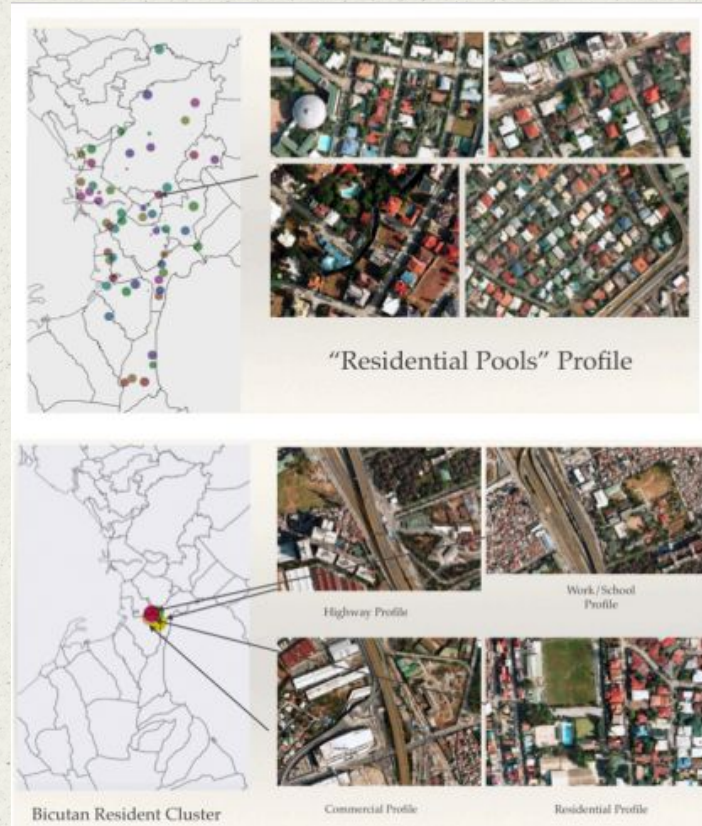 “Residential Pools” Profile
Highway Profile
Work/School
Profile
Bicutan Resident Cluster
Commercial Profile
Residential Profile